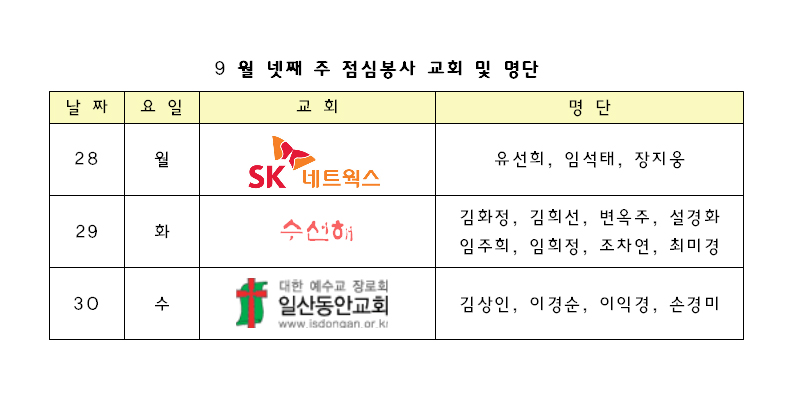 9 월 넷째 주 점심봉사 교회 및 명단
날 짜 요 일 교 회 명 단
28 월 SK 네트웍스 유선희, 임석태, 장지웅
29 화 수선해 김화정, 김희선, 변옥주, 설경화
임주희, 임희정, 조차연, 최미경
30 수 대한 예수교 장로회
일산동안교회 김상인, 이경순, 이익경, 손경미
www.isdongan.or.kr